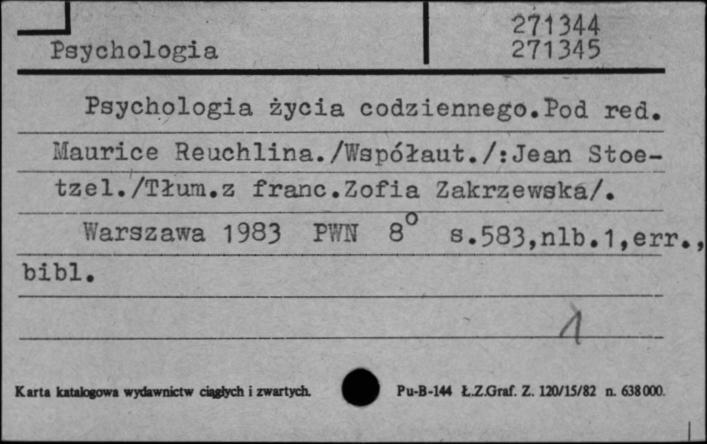 271344
Psychologia 271345
Psychologia życia codziennego.Pod red.
Maurice Reuchlina./Współaut./:Jean Stoe-
tzel./Tłum.z franc.Zofia Zakrzewska/.
Warszawa 1983 PWN 8° s.583,nlb.1,err.,
bibl.
1
Karta katalogowa wydawnictw ciągłych i zwartych. Pu-B-144 Ł.Z.Graf. Z. 120/15/82 n. 638000.